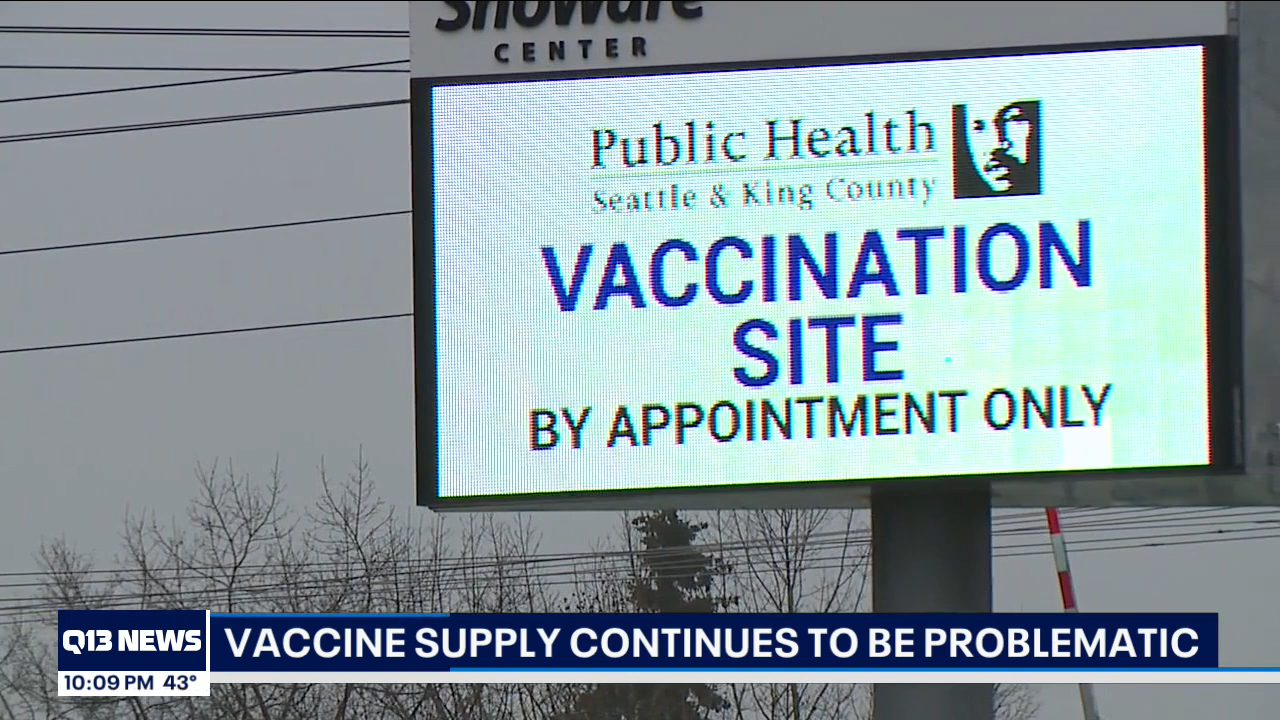 Showare
CENTER
Public Health
Seattle & King County
VACCINATION
SITE
BY APPOINTMENT ONLY
Q13 NEWS
VACCINE SUPPLY CONTINUES TO BE PROBLEMATIC
10:09 PM 43°